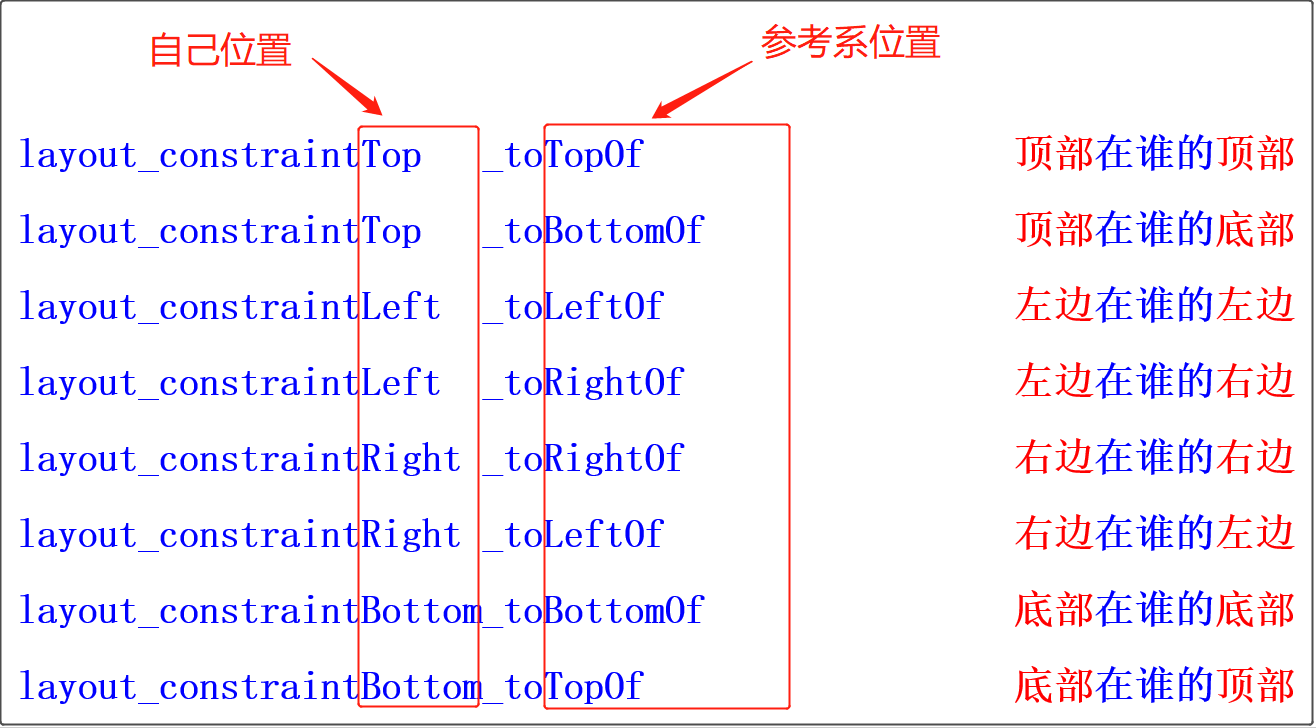 自己位置 参考系位置
layout_constraintTop _toTopOf 顶部在谁的顶部
layout_constraintTop _toBottomOf 顶部在谁的底部
layout_constraintLeft _toLeftOf 左边在谁的左边
layout_constraintLeft _toRightOf 左边在谁的右边
layout_constraintRight _toRightOf 右边在谁的右边
layout_constraintRight _toLeftOf 右边在谁的左边
layout_constraintBottom_toBottomOf 底部在谁的底部
layout_constraintBottom_toTopOf 底部在谁的顶部